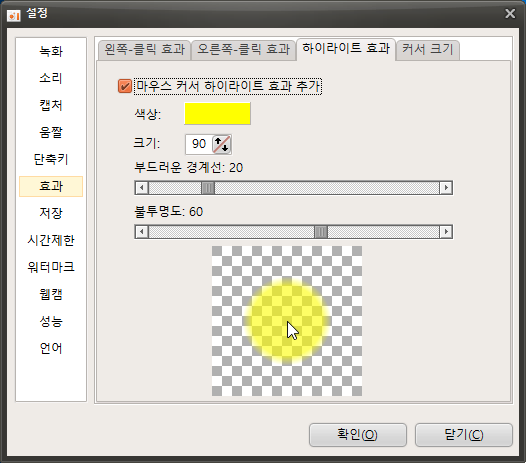 설정
녹화
소리
캡처
움짤
단축키
효과
저장
시간제한
워터마크
웹캠
성능
언어
왼쪽-클릭 효과
오른쪽-클릭 효과
하이라이트 효과
커서 크기
마우스 커서 하이라이트 효과 추가
색상:
크기: 90
부드러운 경계선: 20
불투명도: 60
확인(O)
닫기(C)